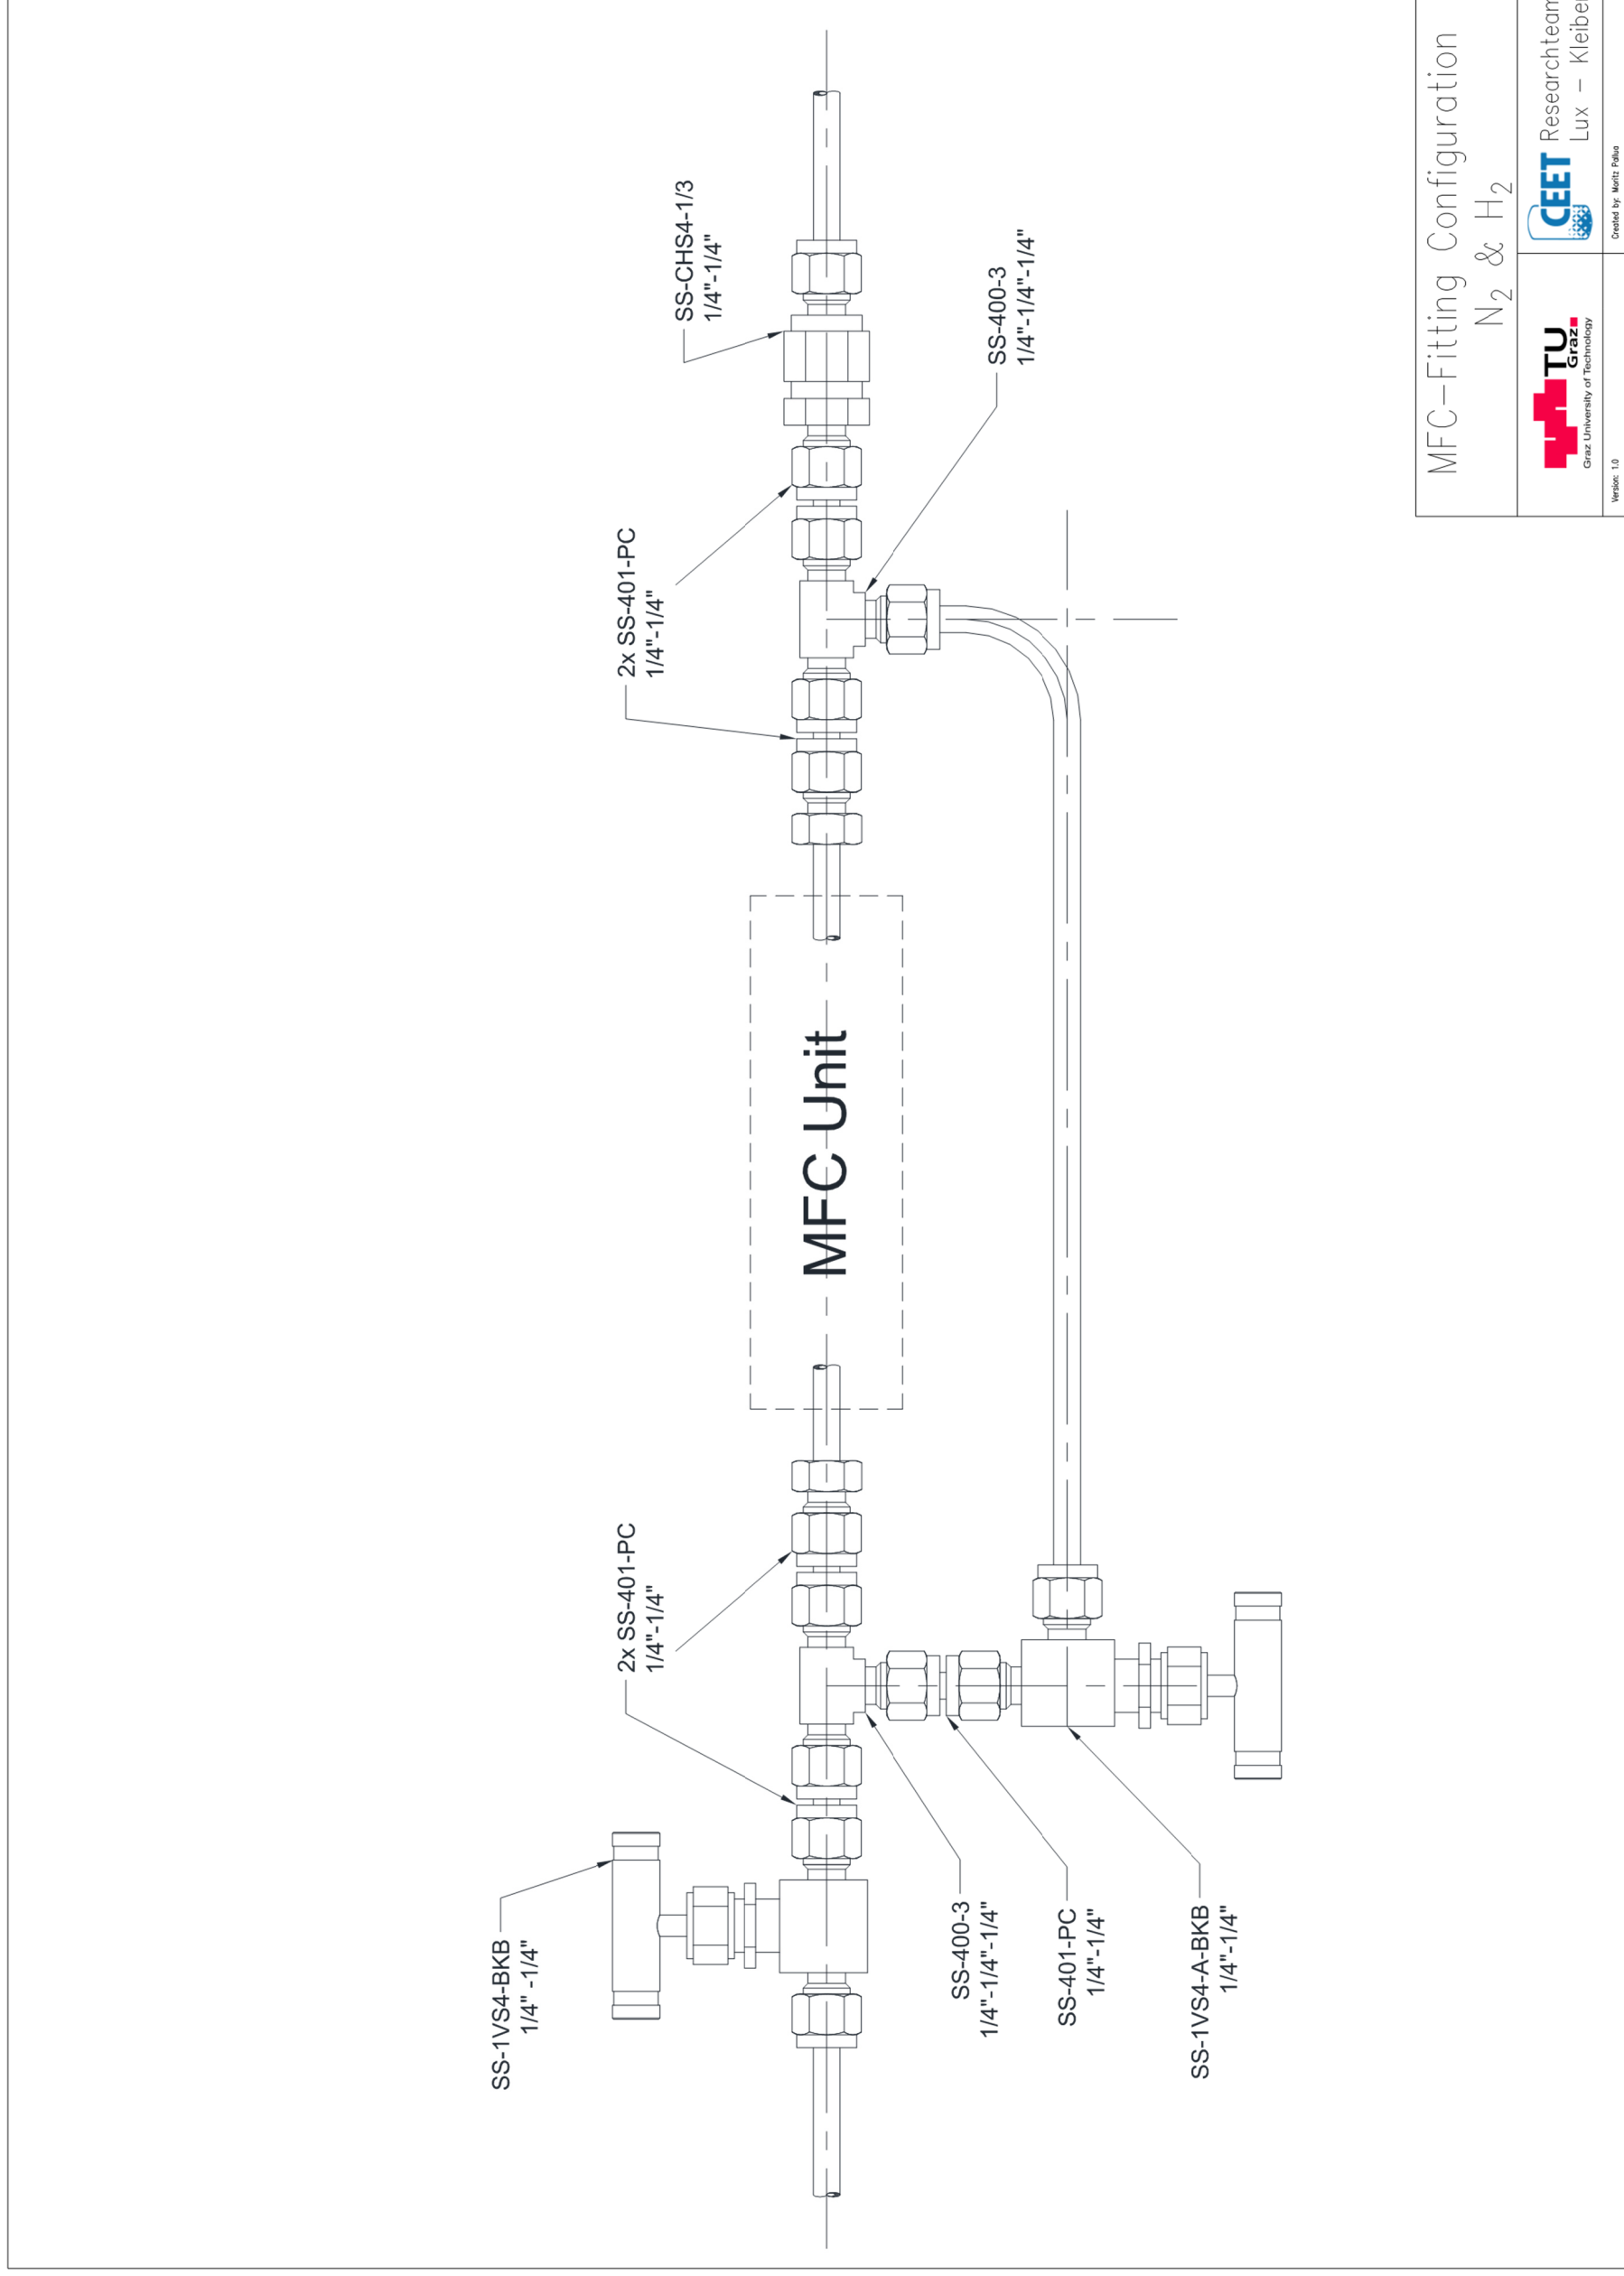 SS-1VS4-BKB
1/4" -1/4"
2x SS-401-PC
1/4"-1/4"
2x SS-401-PC
1/4"-1/4"
SS-CHS4-1/3
1/4"-1/4"
MFC Unit
SS-400-3
1/4"-1/4"-1/4"
SS-401-PC
1/4"-1/4"
SS-1VS4-A-BKB
1/4"-1/4"
SS-400-3
1/4"-1/4"-1/4"
MFC-Fitting Configuration
N2 & H2
TU
Graz
Graz University of Technology
CEET
Researchteam
Lux - Kleiber
Version: 1.0
Created by: Moritz Pallua